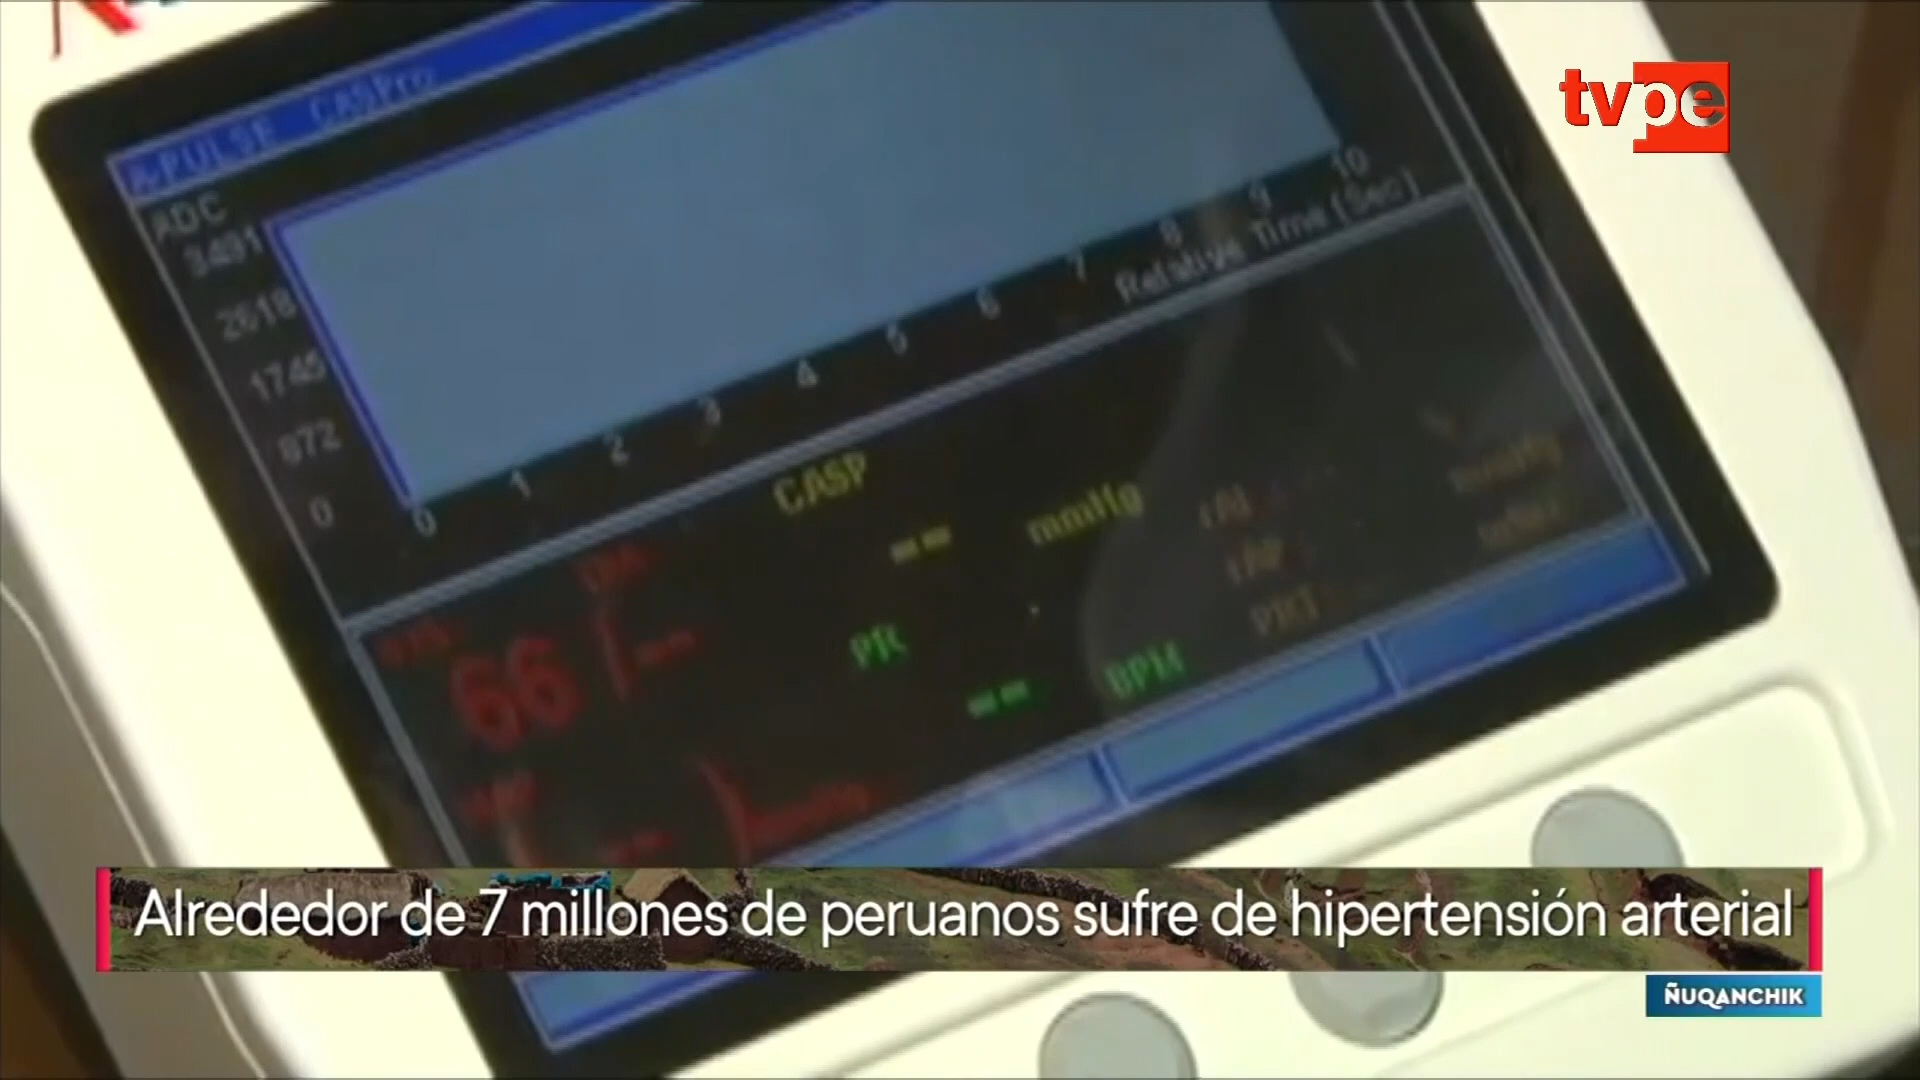 tvpe
A-PULSE CASPro
ADC
3491
2618
1745
872
0
0 1 2 3 4 5 6 7 8 9 10
Relative Time(Sec)
CASP
-- mmHg
66 / --
PR
-- BPM
PRT
Alrededor de 7 millones de peruanos sufre de hipertensión arterial
ÑUQANCHIK